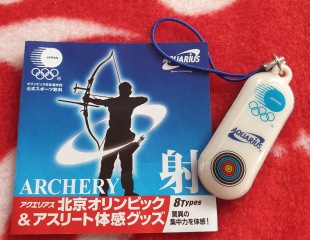 JAPAN
オリンピック日本選手団
公式スポーツ飲料
AQUARIUS
ARCHERY
射
アクエリアス 北京オリンピック
&アスリート体感グッズ
8Types
驚異の
集中力を体感!
JAPAN
AQUARIUS